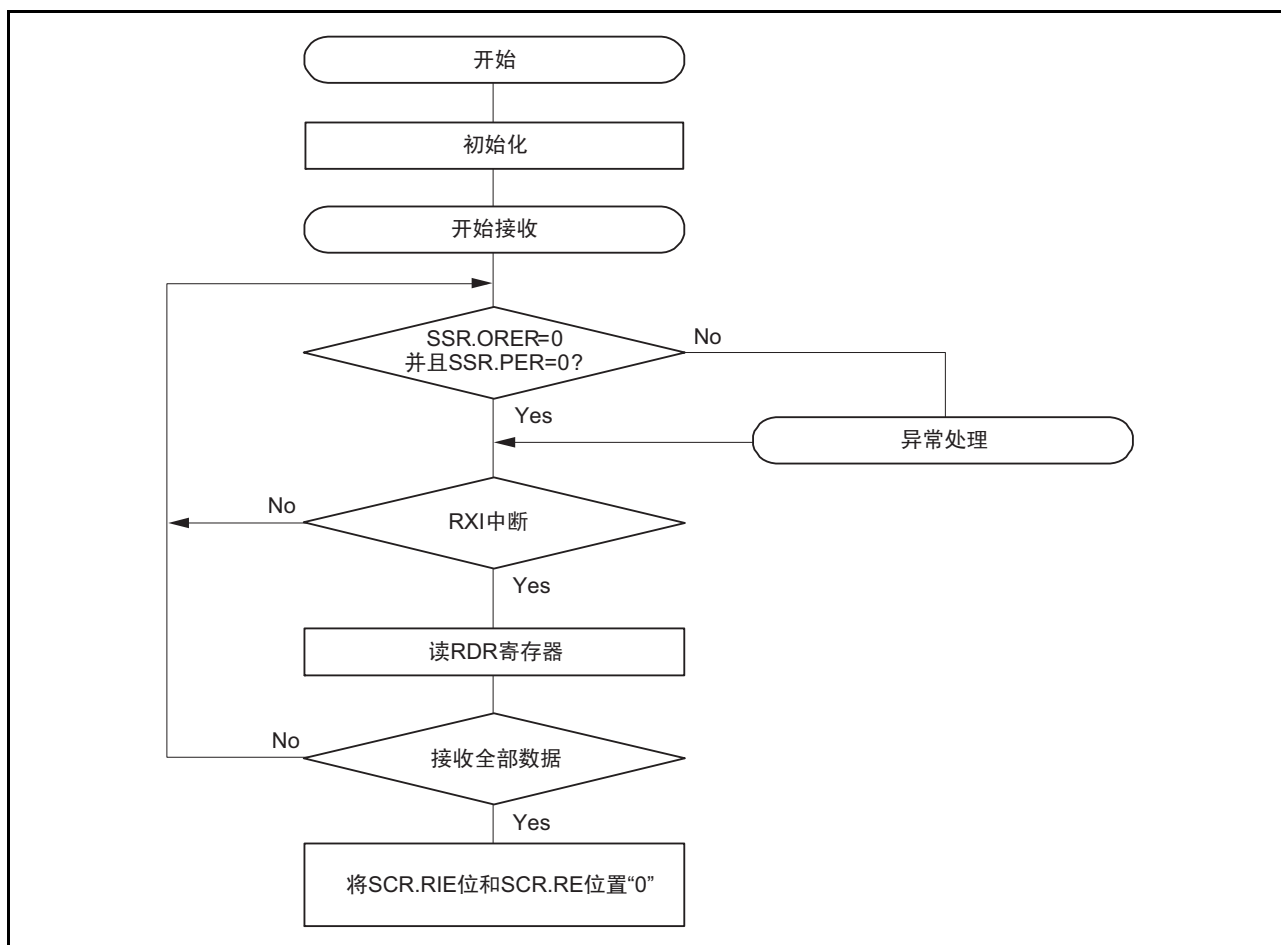 开始
初始化
开始接收
SSR.ORER=0
并且SSR.PER=0?
No
Yes
异常处理
No
RXI中断
Yes
读RDR寄存器
No
接收全部数据
Yes
将SCR.RIE位和SCR.RE位置“0”